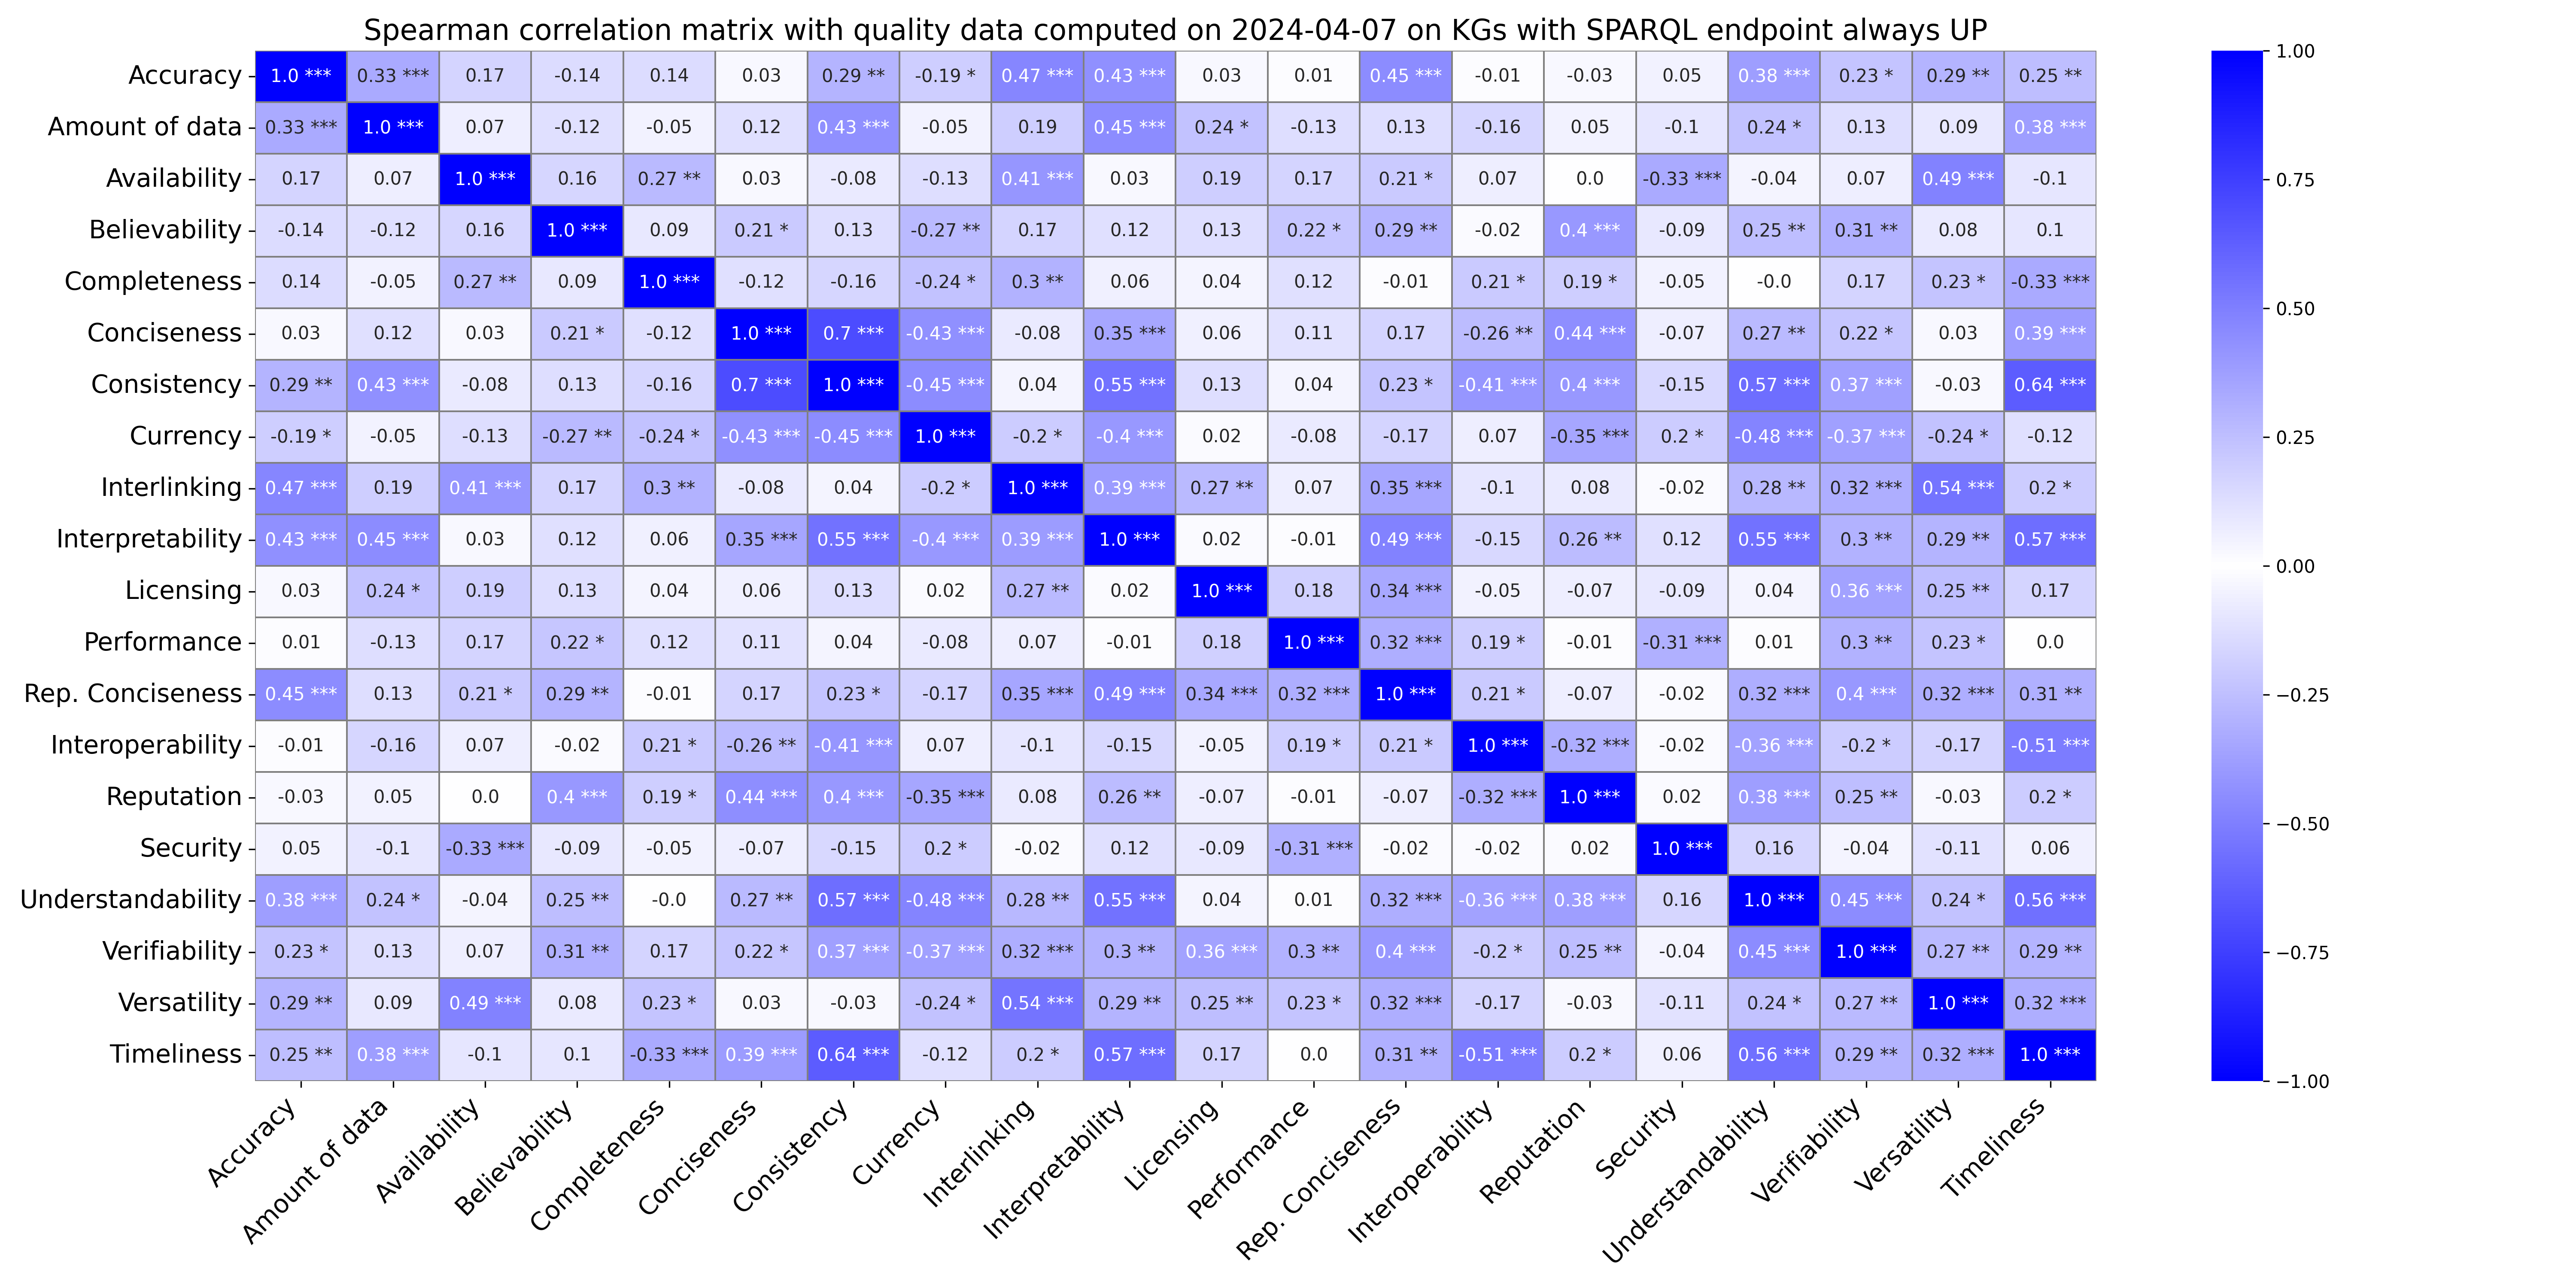 Spearman correlation matrix with quality data computed on 2024-04-07 on KGs with SPARQL endpoint always UP
Accuracy 1.0 *** 0.33 *** 0.17 -0.14 0.14 0.03 0.29 ** -0.19 * 0.47 *** 0.43 *** 0.03 0.01 0.45 *** -0.01 -0.03 0.05 0.38 *** 0.23 * 0.29 ** 0.25 **
Amount of data 0.33 *** 1.0 *** 0.07 -0.12 -0.05 0.12 0.43 *** -0.05 0.19 0.45 *** 0.24 * -0.13 0.13 -0.16 0.05 -0.1 0.24 * 0.13 0.09 0.38 ***
Availability 0.17 0.07 1.0 *** 0.16 0.27 ** 0.03 -0.08 -0.13 0.41 *** 0.03 0.19 0.17 0.21 * 0.07 0.0 -0.33 *** -0.04 0.07 0.49 *** -0.1
Believability -0.14 -0.12 0.16 1.0 *** 0.09 0.21 * 0.13 -0.27 ** 0.17 0.12 0.13 0.22 * 0.29 ** -0.02 0.4 *** -0.09 0.25 ** 0.31 ** 0.08 0.1
Completeness 0.14 -0.05 0.27 ** 0.09 1.0 *** -0.12 -0.16 -0.24 * 0.3 ** 0.06 0.04 0.12 -0.01 0.21 * 0.19 * -0.05 -0.0 0.17 0.23 * -0.33 ***
Conciseness 0.03 0.12 0.03 0.21 * -0.12 1.0 *** 0.7 *** -0.43 *** -0.08 0.35 *** 0.06 0.11 0.17 -0.26 ** 0.44 *** -0.07 0.27 ** 0.22 * 0.03 0.39 ***
Consistency 0.29 ** 0.43 *** -0.08 0.13 -0.16 0.7 *** 1.0 *** -0.45 *** 0.04 0.55 *** 0.13 0.04 0.23 * -0.41 *** 0.4 *** -0.15 0.57 *** 0.37 *** -0.03 0.64 ***
Currency -0.19 * -0.05 -0.13 -0.27 ** -0.24 * -0.43 *** -0.45 *** 1.0 *** -0.2 * -0.4 *** 0.02 -0.08 -0.17 0.07 -0.35 *** 0.2 * -0.48 *** -0.37 *** -0.24 * -0.12
Interlinking 0.47 *** 0.19 0.41 *** 0.17 0.3 ** -0.08 0.04 -0.2 * 1.0 *** 0.39 *** 0.27 ** 0.07 0.35 *** -0.1 0.08 -0.02 0.28 ** 0.32 *** 0.54 *** 0.2 *
Interpretability 0.43 *** 0.45 *** 0.03 0.12 0.06 0.35 *** 0.55 *** -0.4 *** 0.39 *** 1.0 *** 0.02 -0.01 0.49 *** -0.15 0.26 ** 0.12 0.55 *** 0.3 ** 0.29 ** 0.57 ***
Licensing 0.03 0.24 * 0.19 0.13 0.04 0.06 0.13 0.02 0.27 ** 0.02 1.0 *** 0.18 0.34 *** -0.05 -0.07 -0.09 0.04 0.36 *** 0.25 ** 0.17
Performance 0.01 -0.13 0.17 0.22 * 0.12 0.11 0.04 -0.08 0.07 -0.01 0.18 1.0 *** 0.32 *** 0.19 * -0.01 -0.31 *** 0.01 0.3 ** 0.23 * 0.0
Rep. Conciseness 0.45 *** 0.13 0.21 * 0.29 ** -0.01 0.17 0.23 * -0.17 0.35 *** 0.49 *** 0.34 *** 0.32 *** 1.0 *** 0.21 * -0.07 -0.02 0.32 *** 0.4 *** 0.32 *** 0.31 **
Interoperability -0.01 -0.16 0.07 -0.02 0.21 * -0.26 ** -0.41 *** 0.07 -0.1 -0.15 -0.05 0.19 * 0.21 * 1.0 *** -0.32 *** -0.02 -0.36 *** -0.2 * -0.17 -0.51 ***
Reputation -0.03 0.05 0.0 0.4 *** 0.19 * 0.44 *** 0.4 *** -0.35 *** 0.08 0.26 ** -0.07 -0.01 -0.07 -0.32 *** 1.0 *** 0.02 0.38 *** 0.25 ** -0.03 0.2 *
Security 0.05 -0.1 -0.33 *** -0.09 -0.05 -0.07 -0.15 0.2 * -0.02 0.12 -0.09 -0.31 *** -0.02 -0.02 0.02 1.0 *** 0.16 -0.04 -0.11 0.06
Understandability 0.38 *** 0.24 * -0.04 0.25 ** -0.0 0.27 ** 0.57 *** -0.48 *** 0.28 ** 0.55 *** 0.04 0.01 0.32 *** -0.36 *** 0.38 *** 0.16 1.0 *** 0.45 *** 0.24 * 0.56 ***
Verifiability 0.23 * 0.13 0.07 0.31 ** 0.17 0.22 * 0.37 *** -0.37 *** 0.32 *** 0.3 ** 0.36 *** 0.3 ** 0.4 *** -0.2 * 0.25 ** -0.04 0.45 *** 1.0 *** 0.27 ** 0.29 **
Versatility 0.29 ** 0.09 0.49 *** 0.08 0.23 * 0.03 -0.03 -0.24 * 0.54 *** 0.29 ** 0.25 ** 0.23 * 0.32 *** -0.17 -0.03 -0.11 0.24 * 0.27 ** 1.0 *** 0.32 ***
Timeliness 0.25 ** 0.38 *** -0.1 0.1 -0.33 *** 0.39 *** 0.64 *** -0.12 0.2 * 0.57 *** 0.17 0.0 0.31 ** -0.51 *** 0.2 * 0.06 0.56 *** 0.29 ** 0.32 *** 1.0 ***
Accuracy
Amount of data
Availability
Believability
Completeness
Conciseness
Consistency
Currency
Interlinking
Interpretability
Licensing
Performance
Rep. Conciseness
Interoperability
Reputation
Security
Understandability
Verifiability
Versatility
Timeliness
1.00
0.75
0.50
0.25
0.00
−0.25
−0.50
−0.75
−1.00